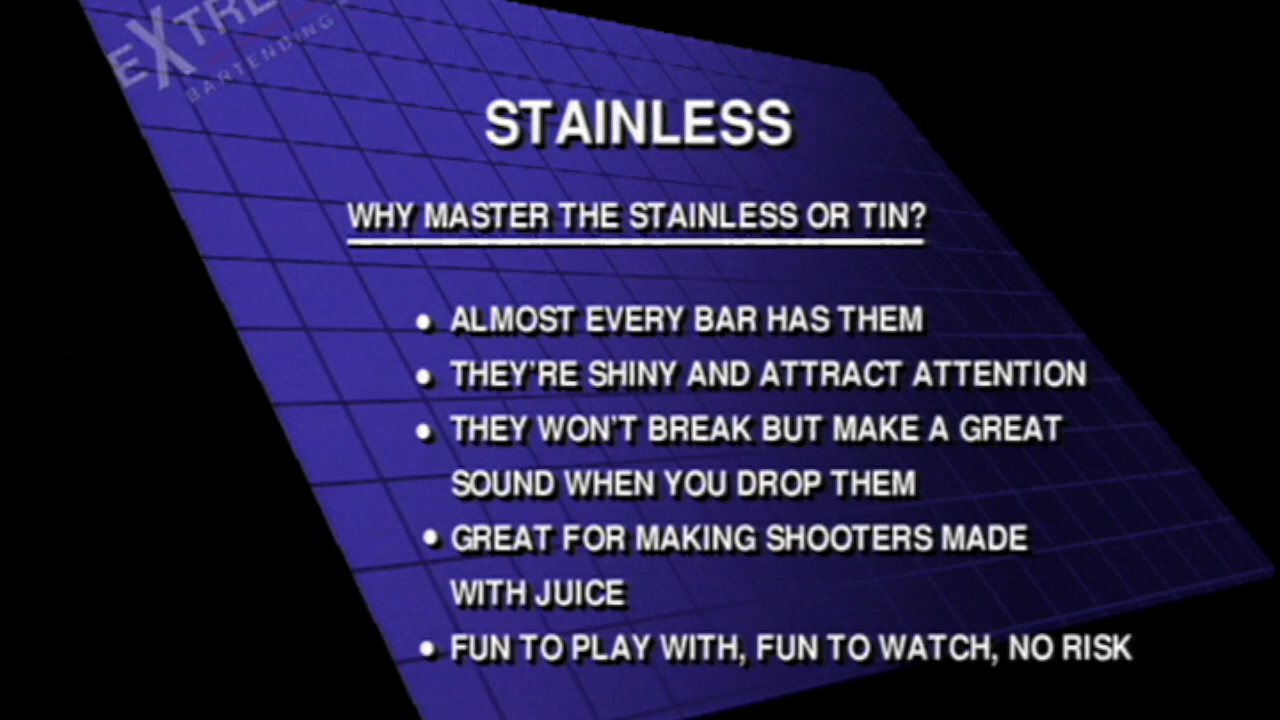 EXTRE
BARTENDING
STAINLESS
WHY MASTER THE STAINLESS OR TIN?
• ALMOST EVERY BAR HAS THEM
• THEY'RE SHINY AND ATTRACT ATTENTION
• THEY WON'T BREAK BUT MAKE A GREAT
SOUND WHEN YOU DROP THEM
• GREAT FOR MAKING SHOOTERS MADE
WITH JUICE
• FUN TO PLAY WITH, FUN TO WATCH, NO RISK